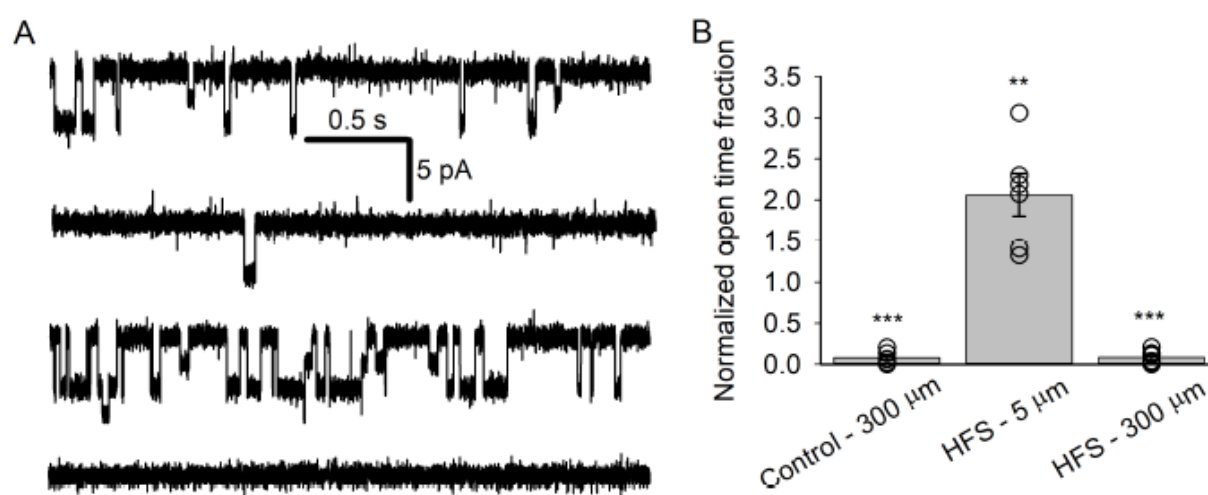 A
0.5 s
5 pA
B
Normalized open time fraction
3.5
3.0
2.5
2.0
1.5
1.0
0.5
0.0
***
**
***
Control - 300 μm
HFS - 5 μm
HFS - 300 μm